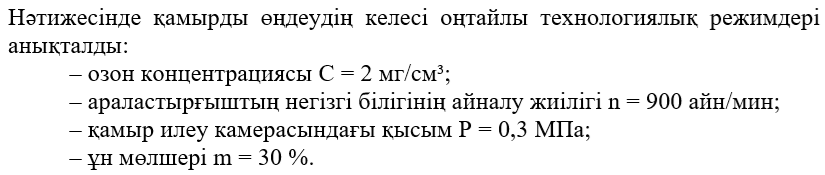 Нәтижесінде қамырды өңдеудің келесі оңтайлы технологиялық режимдері
анықталды:
– озон концентрациясы С = 2 мг/см³;
– араластырғыштың негізгі білігінің айналу жиілігі n = 900 айн/мин;
– қамыр илеу камерасындағы қысым Р = 0,3 МПа;
– ұн мөлшері m = 30 %.